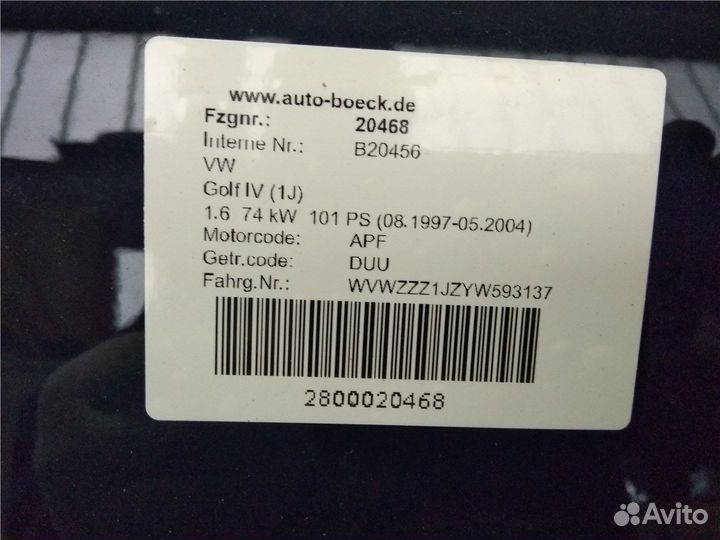 www.auto-boeck.de
Fzgnr.: 20468
Interne Nr.: B20456
VW
Golf IV (1J)
1.6 74 kW 101 PS (08.1997-05.2004)
Motorcode: APF
Getr.code: DUU
Fahrg.Nr.: WVWZZZ1JZYW593137
2800020468
Avito